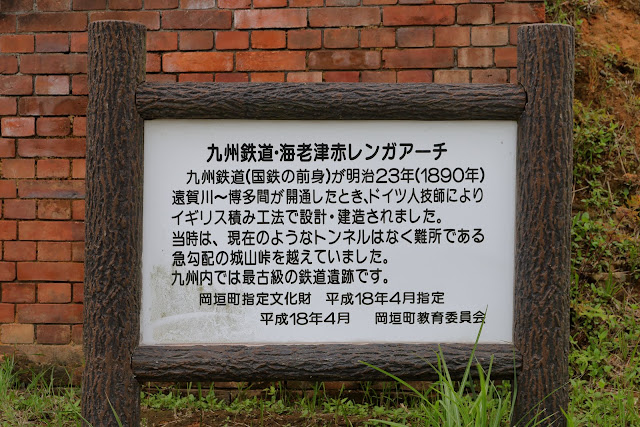 九州鉄道・海老津赤レンガアーチ
九州鉄道(国鉄の前身)が明治23年(1890年)
遠賀川〜博多間が開通したとき、ドイツ人技師により
イギリス積み工法で設計・建造されました。
当時は、現在のようなトンネルはなく難所である
急勾配の城山峠を越えていました。
九州内では最古級の鉄道遺跡です。
岡垣町指定文化財　平成18年4月指定
平成18年4月　岡垣町教育委員会